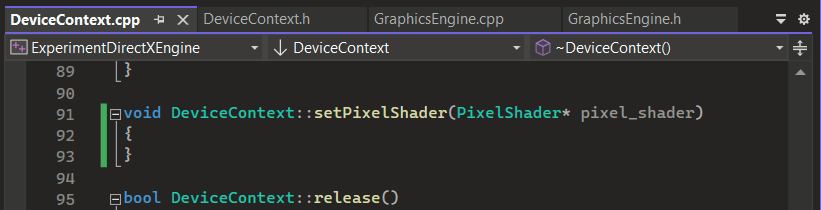 DeviceContext.cpp DeviceContext.h GraphicsEngine.cpp GraphicsEngine.h
ExperimentDirectXEngine DeviceContext ~DeviceContext()
89 }
90
91 void DeviceContext::setPixelShader(PixelShader* pixel_shader)
92 {
93 }
94
95 bool DeviceContext::release()